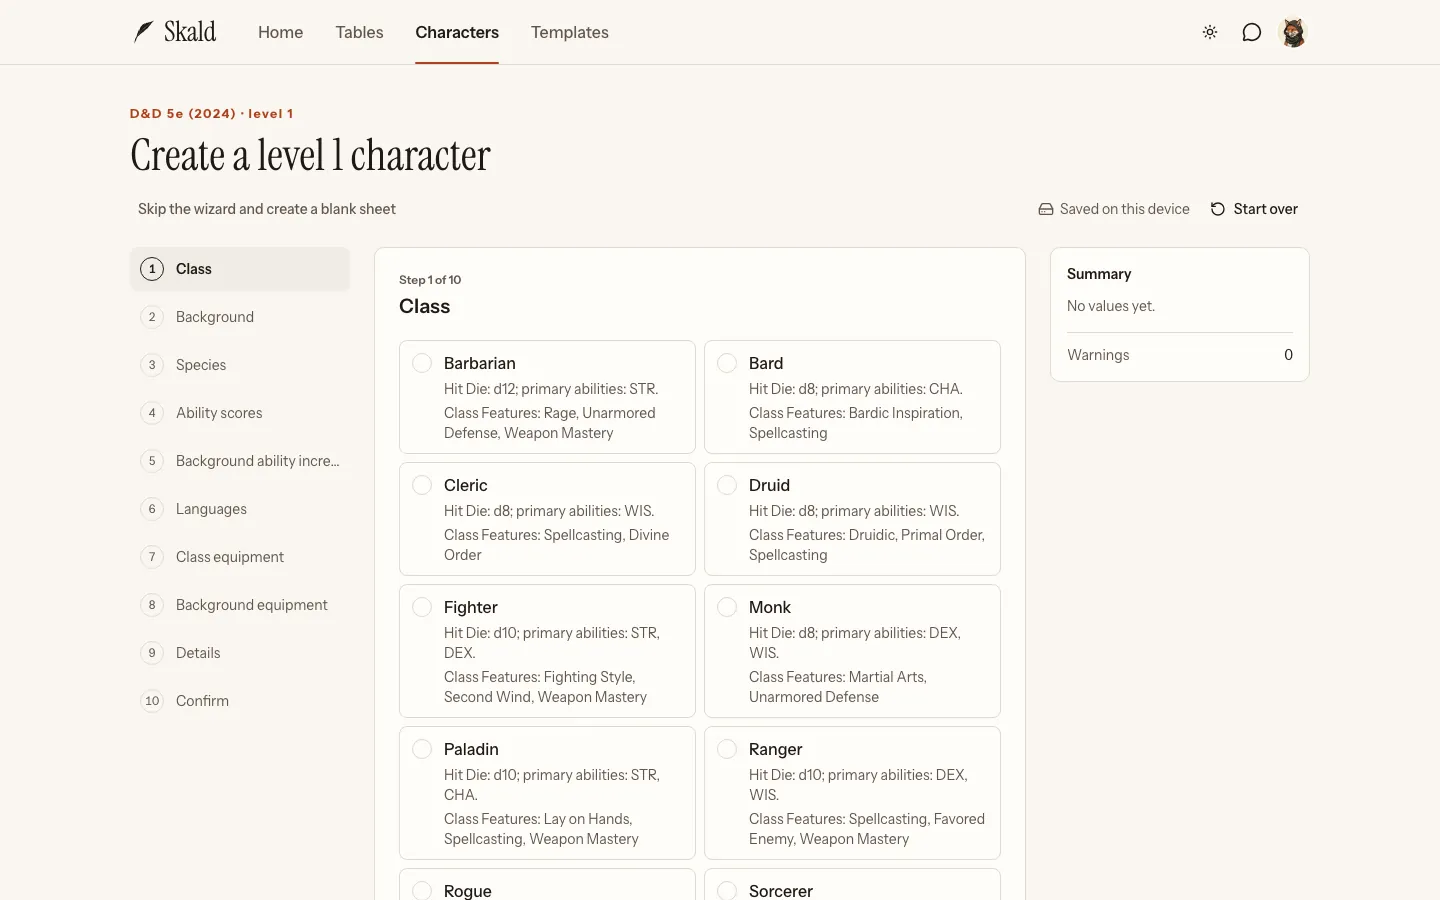 Skald
Home
Tables
Characters
Templates
D&D 5e (2024) · level 1
Create a level 1 character
Skip the wizard and create a blank sheet
Saved on this device
Start over
1 Class
2 Background
3 Species
4 Ability scores
5 Background ability incre...
6 Languages
7 Class equipment
8 Background equipment
9 Details
10 Confirm
Step 1 of 10
Class
Barbarian
Hit Die: d12; primary abilities: STR.
Class Features: Rage, Unarmored
Defense, Weapon Mastery
Bard
Hit Die: d8; primary abilities: CHA.
Class Features: Bardic Inspiration,
Spellcasting
Cleric
Hit Die: d8; primary abilities: WIS.
Class Features: Spellcasting, Divine
Order
Druid
Hit Die: d8; primary abilities: WIS.
Class Features: Druidic, Primal Order,
Spellcasting
Fighter
Hit Die: d10; primary abilities: STR,
DEX.
Class Features: Fighting Style,
Second Wind, Weapon Mastery
Monk
Hit Die: d8; primary abilities: DEX,
WIS.
Class Features: Martial Arts,
Unarmored Defense
Paladin
Hit Die: d10; primary abilities: STR,
CHA.
Class Features: Lay on Hands,
Spellcasting, Weapon Mastery
Ranger
Hit Die: d10; primary abilities: DEX,
WIS.
Class Features: Spellcasting, Favored
Enemy, Weapon Mastery
Rogue
Sorcerer
Summary
No values yet.
Warnings 0